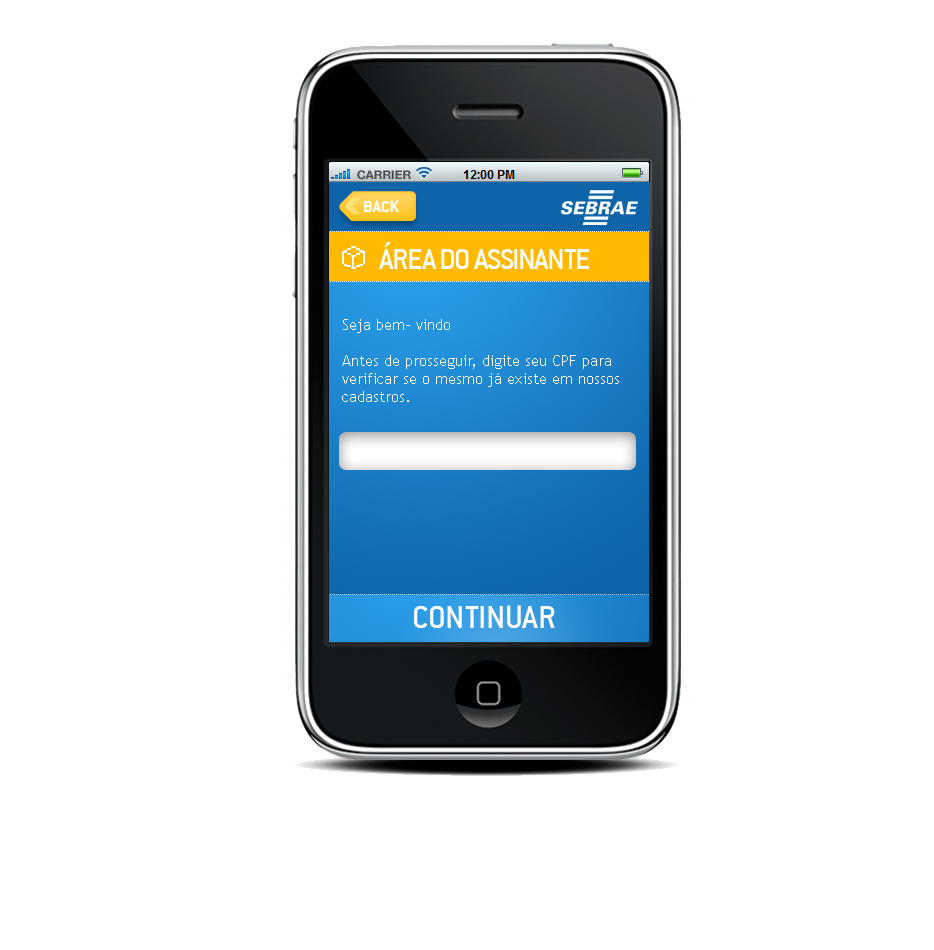 CARRIER 12:00 PM
BACK SEBRAE
ÁREA DO ASSINANTE
Seja bem- vindo
Antes de prosseguir, digite seu CPF para
verificar se o mesmo já existe em nossos
cadastros.
CONTINUAR